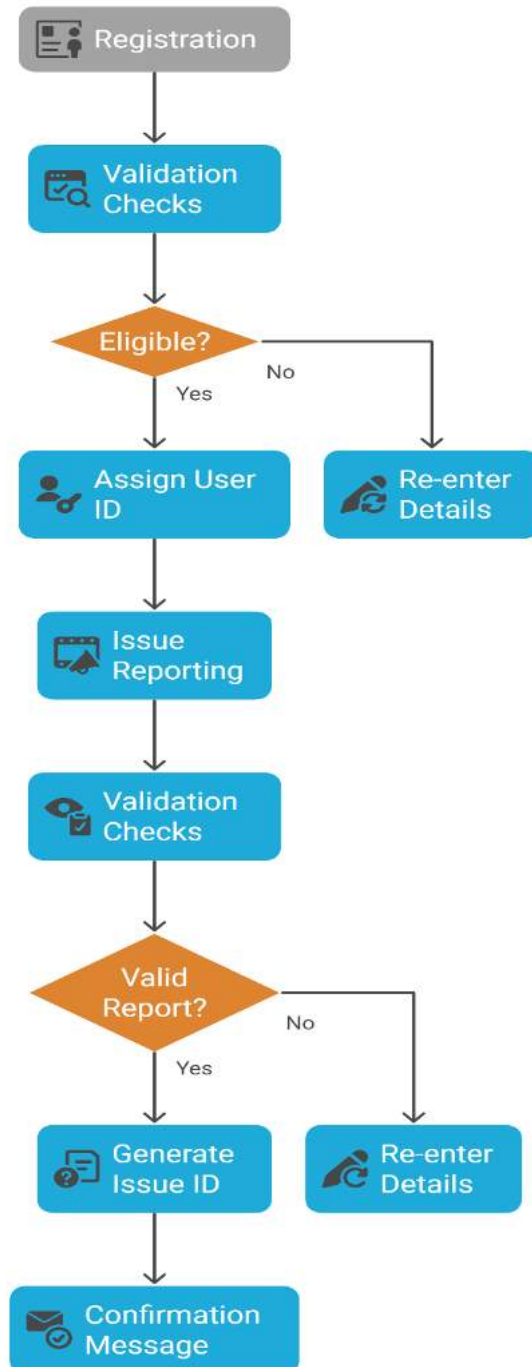 Registration
Validation
Checks
Eligible?
No
Yes
Assign User
ID
Re-enter
Details
Issue
Reporting
Validation
Checks
Valid
Report?
No
Yes
Generate
Issue ID
Re-enter
Details
Confirmation
Message